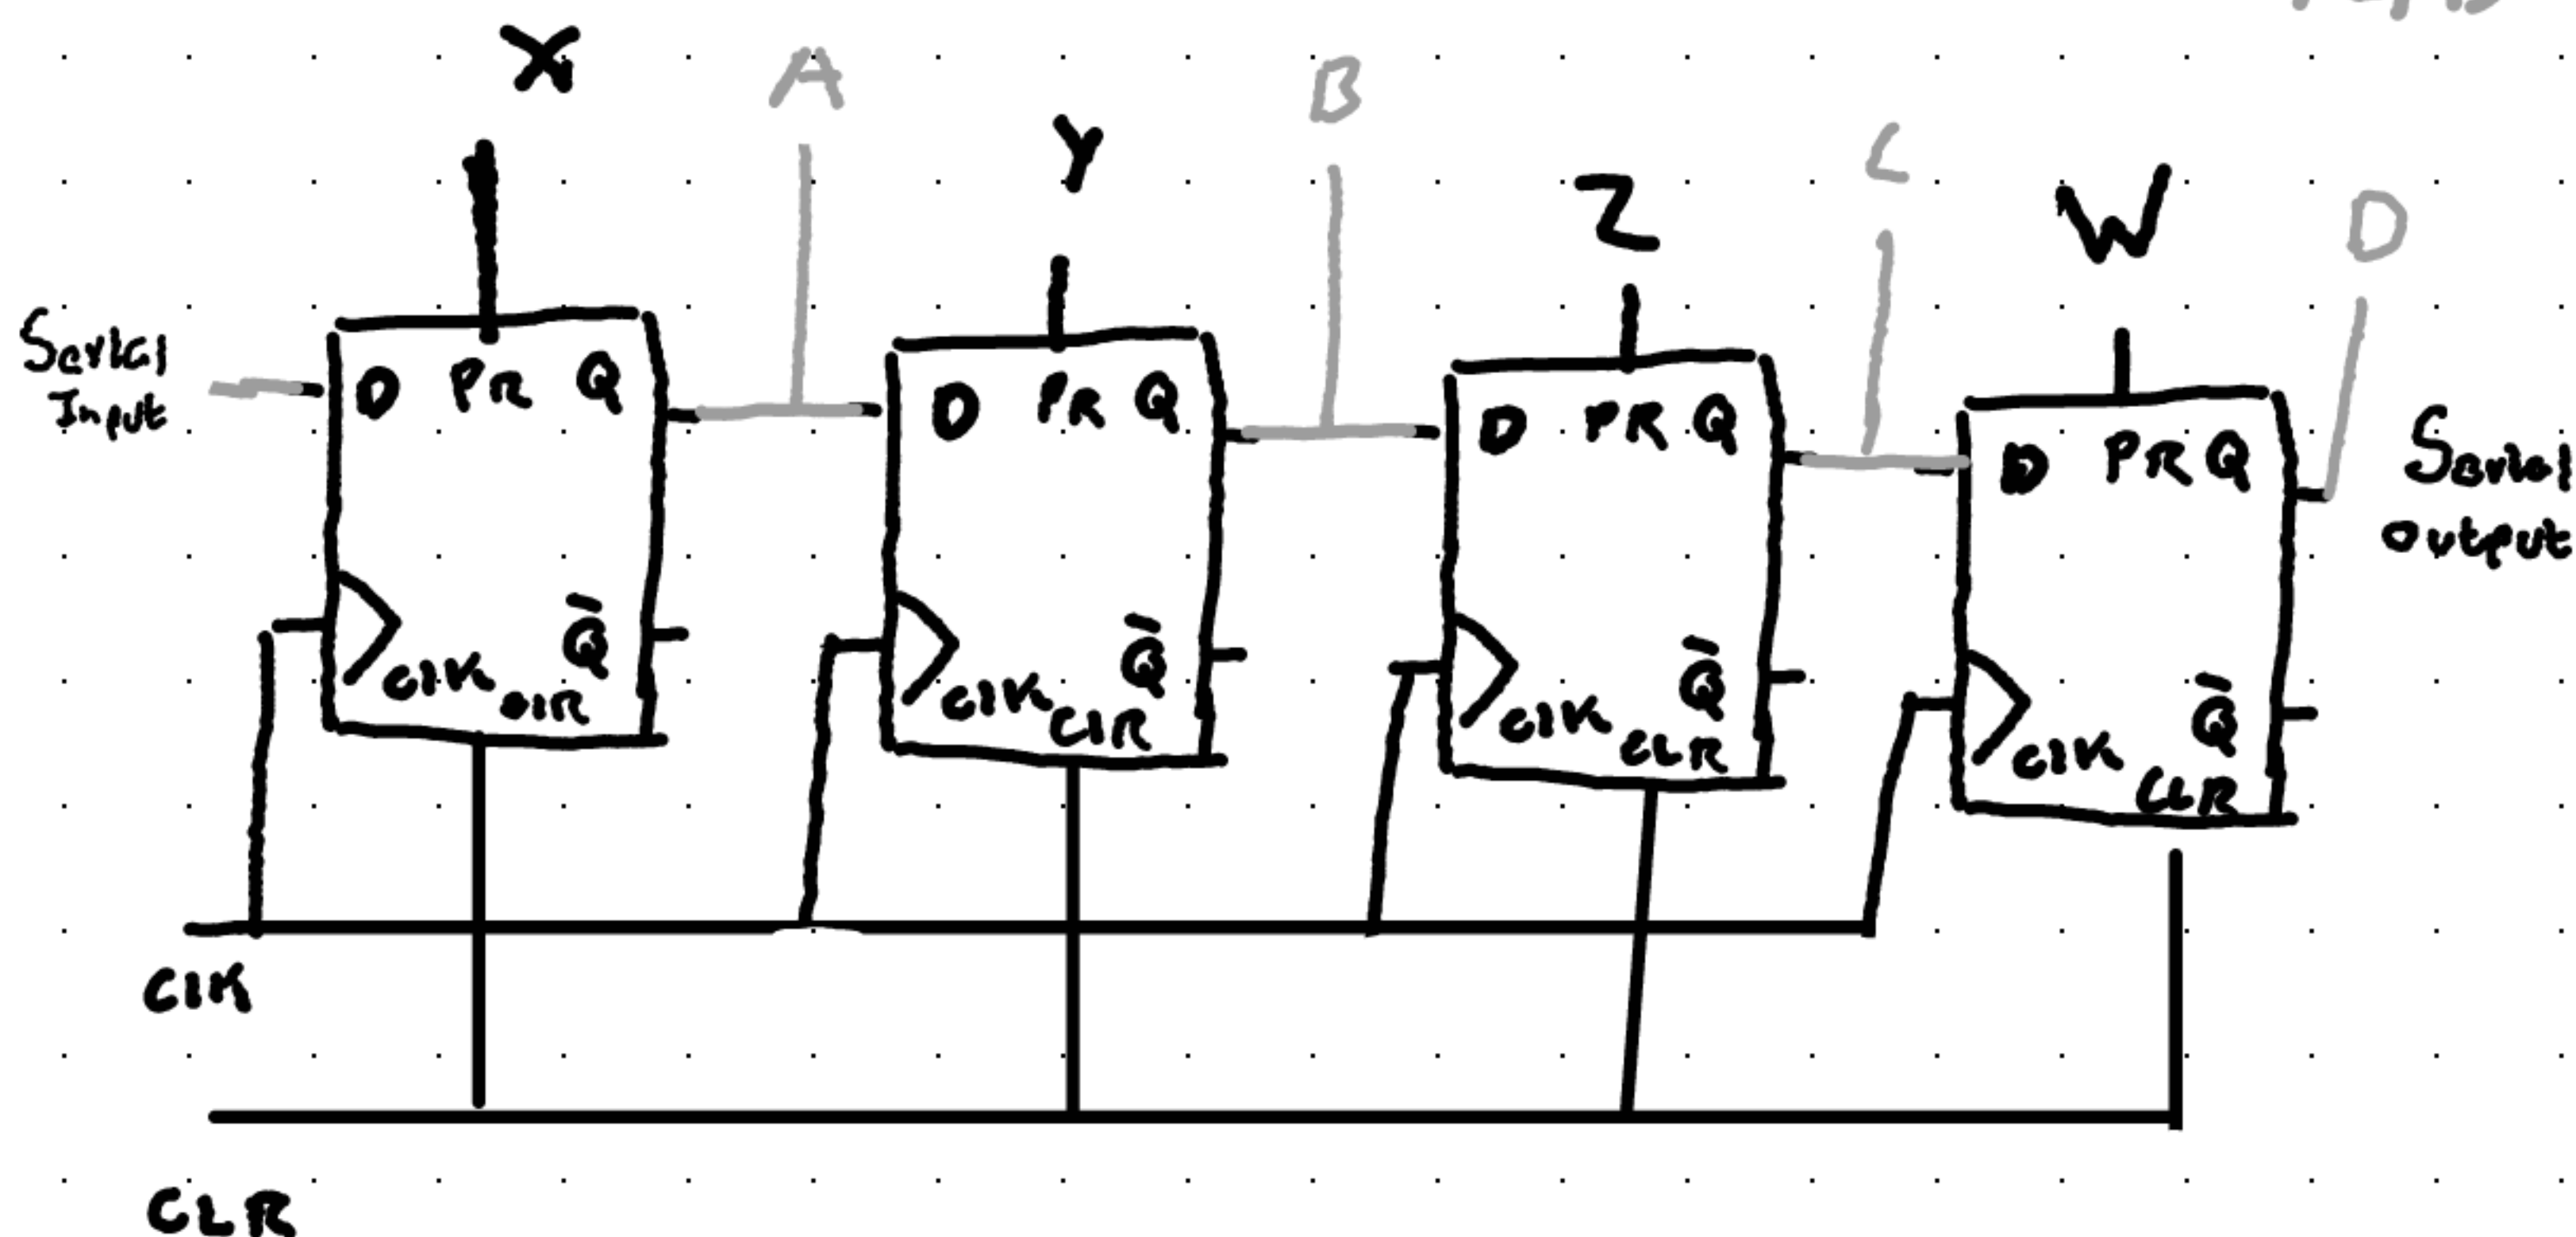 X
A
Y
B
Z
C
W
D
Serial
Input
D PR Q
D PR Q
D PR Q
D PR Q
Serial
output
Q̄
Q̄
Q̄
Q̄
ClK ClR
ClK ClR
ClK CLR
ClK CLR
ClK
CLR